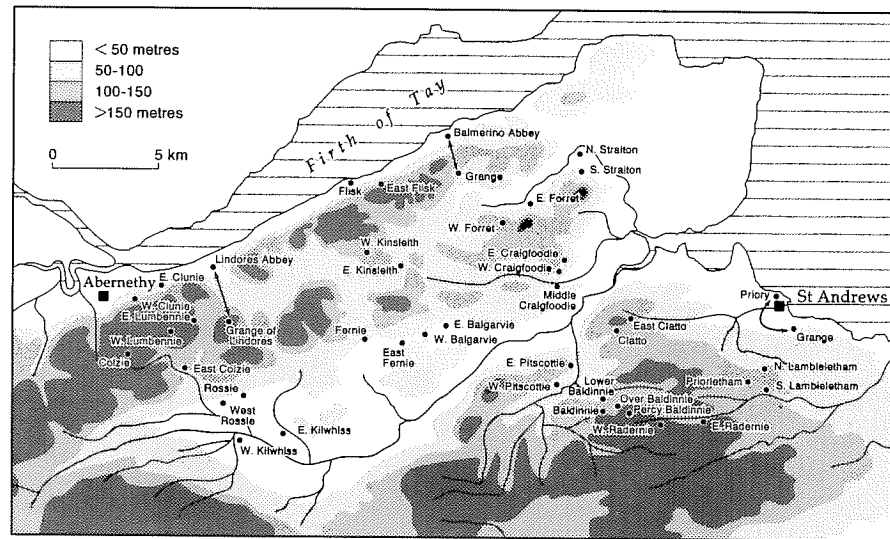 < 50 metres
50-100
100-150
>150 metres
0 5 km
Firth of Tay
Balmerino Abbey
Grange
N. Straiton
S. Straiton
Flisk
East Flisk
E. Forret
W. Forret
W. Kinsleith
E. Kinsleith
E. Craigfoodie
W. Craigfoodie
Middle
Craigfoodie
Lindores Abbey
E. Clunie
Abernethy
W. Clunie
E. Lumbennie
W. Lumbennie
Grange of
Lindores
Colzie
East Colzie
Fernie
East
Fernie
E. Balgarvie
W. Balgarvie
Rossie
West
Rossie
E. Kilwhiss
W. Kilwhiss
Priory
St Andrews
Grange
East Clatto
Clatto
E. Pitscottie
W. Pitscottie
Lower
Baldinnie
Over Baldinnie
Baldinnie
Percy Baldinnie
Priorletham
N. Lambieletham
S. Lambieletham
W. Radernie
E. Radernie